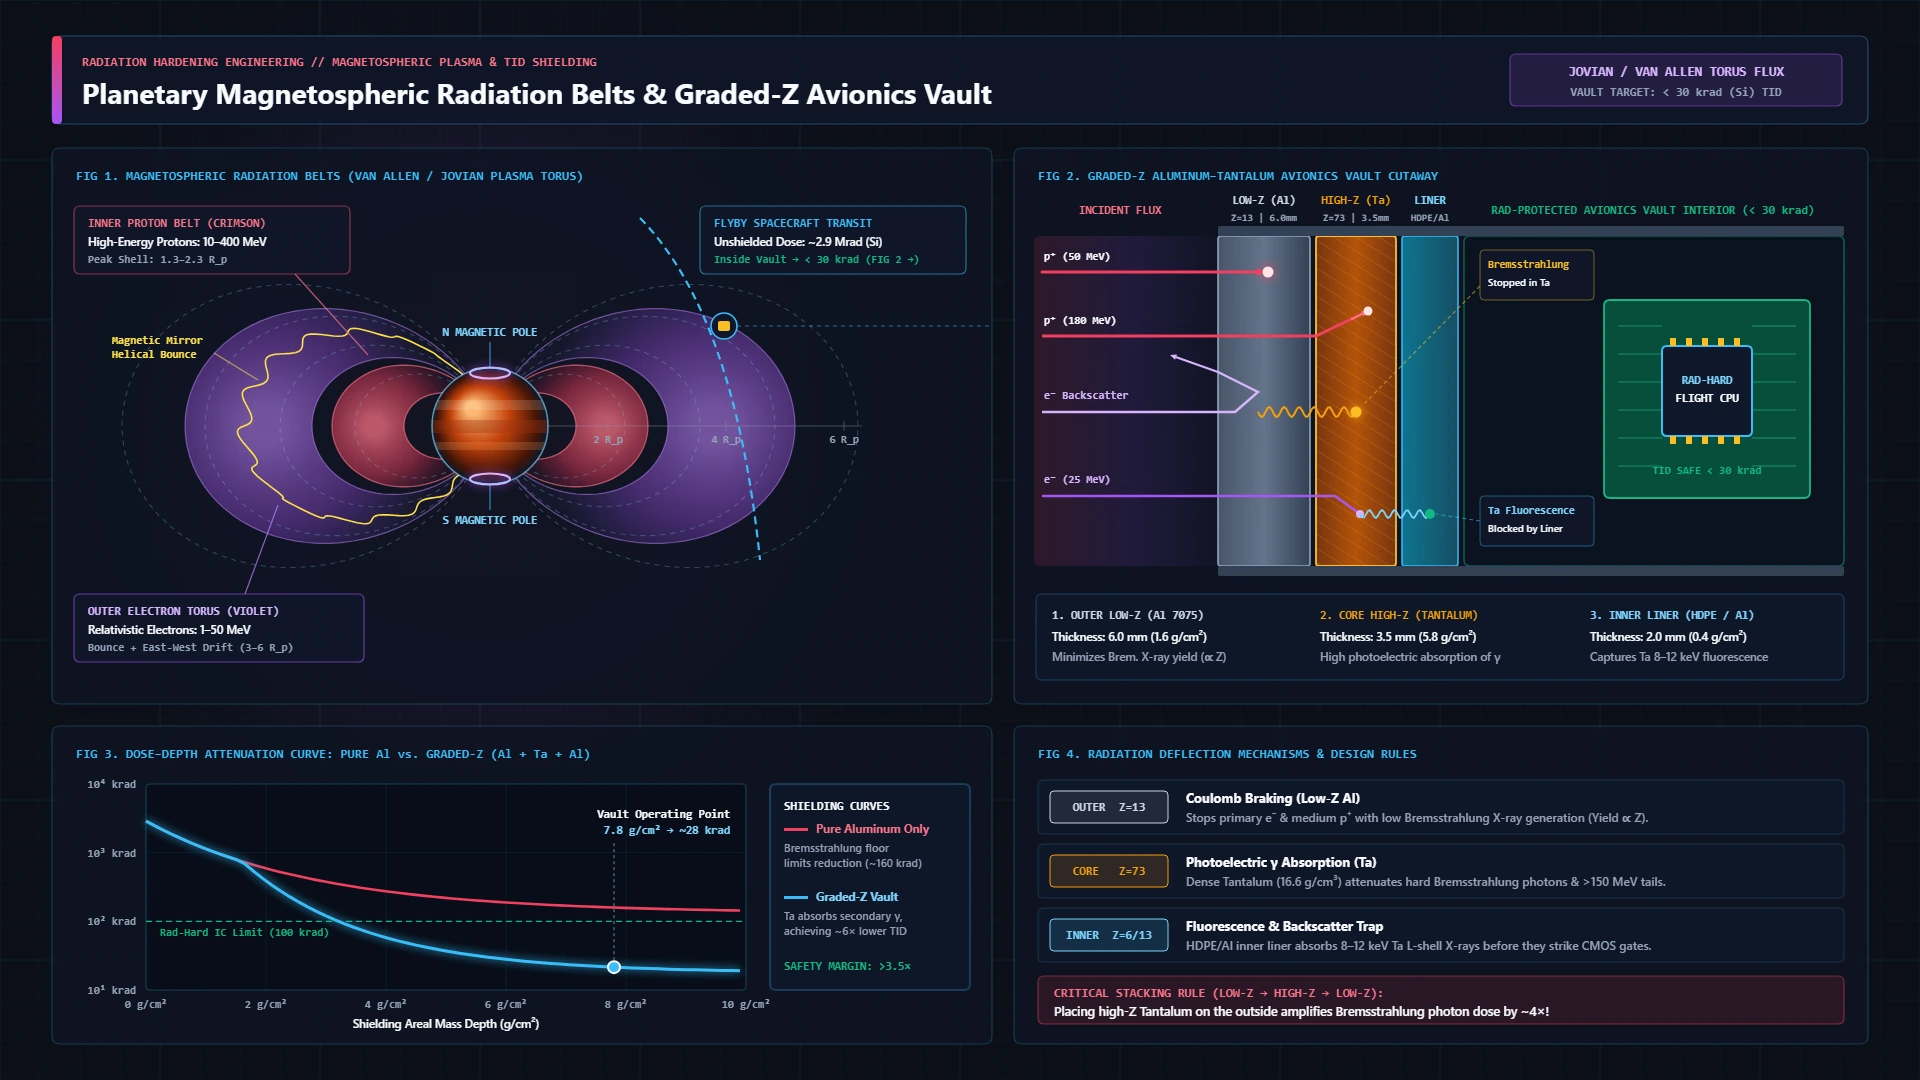 RADIATION HARDENING ENGINEERING // MAGNETOSPHERIC PLASMA & TID SHIELDING
Planetary Magnetospheric Radiation Belts & Graded-Z Avionics Vault
JOVIAN / VAN ALLEN TORUS FLUX
VAULT TARGET: < 30 krad (Si) TID
FIG 1. MAGNETOSPHERIC RADIATION BELTS (VAN ALLEN / JOVIAN PLASMA TORUS)
INNER PROTON BELT (CRIMSON)
High-Energy Protons: 10–400 MeV
Peak Shell: 1.3–2.3 R_p
FLYBY SPACECRAFT TRANSIT
Unshielded Dose: ~2.9 Mrad (Si)
Inside Vault → < 30 krad (FIG 2 →)
Magnetic Mirror
Helical Bounce
N MAGNETIC POLE
2 R_p
4 R_p
6 R_p
S MAGNETIC POLE
OUTER ELECTRON TORUS (VIOLET)
Relativistic Electrons: 1–50 MeV
Bounce + East-West Drift (3–6 R_p)
FIG 2. GRADED-Z ALUMINUM-TANTALUM AVIONICS VAULT CUTAWAY
INCIDENT FLUX
LOW-Z (Al)
Z=13 | 6.0mm
HIGH-Z (Ta)
Z=73 | 3.5mm
LINER
HDPE/Al
RAD-PROTECTED AVIONICS VAULT INTERIOR (< 30 krad)
p⁺ (50 MeV)
p⁺ (180 MeV)
e⁻ Backscatter
e⁻ (25 MeV)
Bremsstrahlung
Stopped in Ta
RAD-HARD
FLIGHT CPU
TID SAFE < 30 krad
Ta Fluorescence
Blocked by Liner
1. OUTER LOW-Z (Al 7075)
Thickness: 6.0 mm (1.6 g/cm²)
Minimizes Brem. X-ray yield (∝ Z)
2. CORE HIGH-Z (TANTALUM)
Thickness: 3.5 mm (5.8 g/cm²)
High photoelectric absorption of γ
3. INNER LINER (HDPE / Al)
Thickness: 2.0 mm (0.4 g/cm²)
Captures Ta 8–12 keV fluorescence
FIG 3. DOSE-DEPTH ATTENUATION CURVE: PURE Al vs. GRADED-Z (Al + Ta + Al)
10⁴ krad
10³ krad
10² krad
10¹ krad
Vault Operating Point
7.8 g/cm² → ~28 krad
Rad-Hard IC Limit (100 krad)
0 g/cm²
2 g/cm²
4 g/cm²
6 g/cm²
8 g/cm²
10 g/cm²
Shielding Areal Mass Depth (g/cm²)
SHIELDING CURVES
Pure Aluminum Only
Bremsstrahlung floor
limits reduction (~160 krad)
Graded-Z Vault
Ta absorbs secondary γ,
achieving ~6× lower TID
SAFETY MARGIN: >3.5×
FIG 4. RADIATION DEFLECTION MECHANISMS & DESIGN RULES
OUTER Z=13
Coulomb Braking (Low-Z Al)
Stops primary e⁻ & medium p⁺ with low Bremsstrahlung X-ray generation (Yield ∝ Z).
CORE Z=73
Photoelectric γ Absorption (Ta)
Dense Tantalum (16.6 g/cm³) attenuates hard Bremsstrahlung photons & >150 MeV tails.
INNER Z=6/13
Fluorescence & Backscatter Trap
HDPE/Al inner liner absorbs 8–12 keV Ta L-shell X-rays before they strike CMOS gates.
CRITICAL STACKING RULE (LOW-Z → HIGH-Z → LOW-Z):
Placing high-Z Tantalum on the outside amplifies Bremsstrahlung photon dose by ~4×!